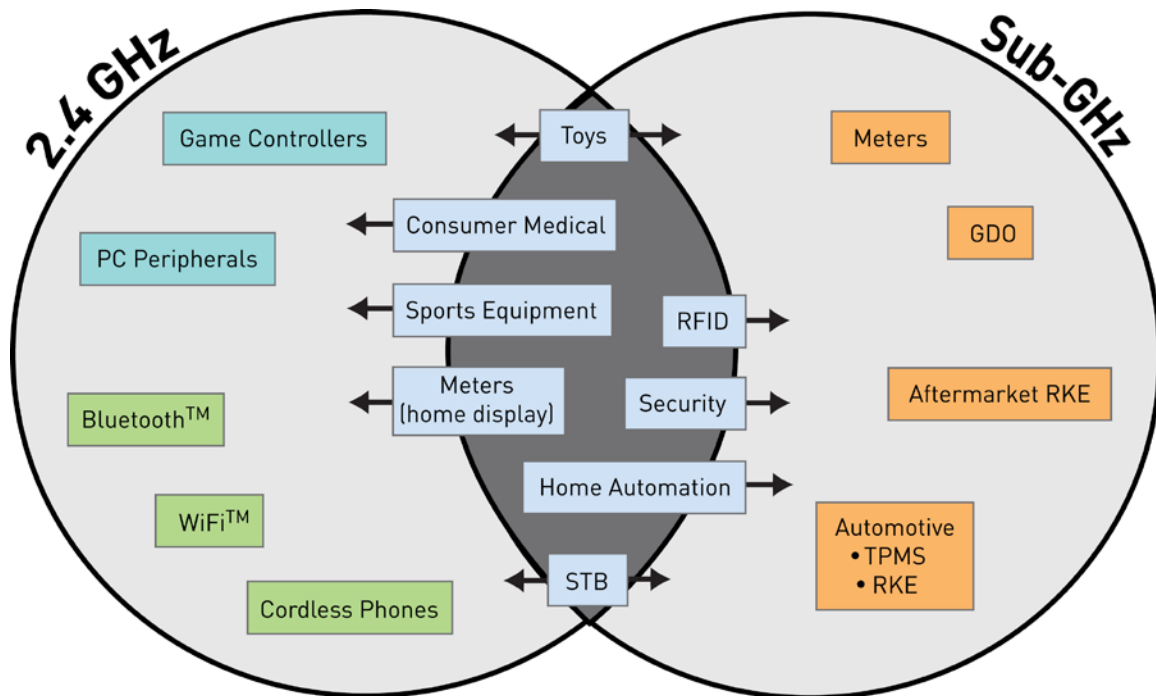 2.4 GHz
Sub-GHz
Game Controllers
Toys
Meters
Consumer Medical
GDO
PC Peripherals
Sports Equipment
RFID
Meters
(home display)
Security
Aftermarket RKE
Bluetooth™
Home Automation
WiFi™
Automotive
• TPMS
• RKE
STB
Cordless Phones